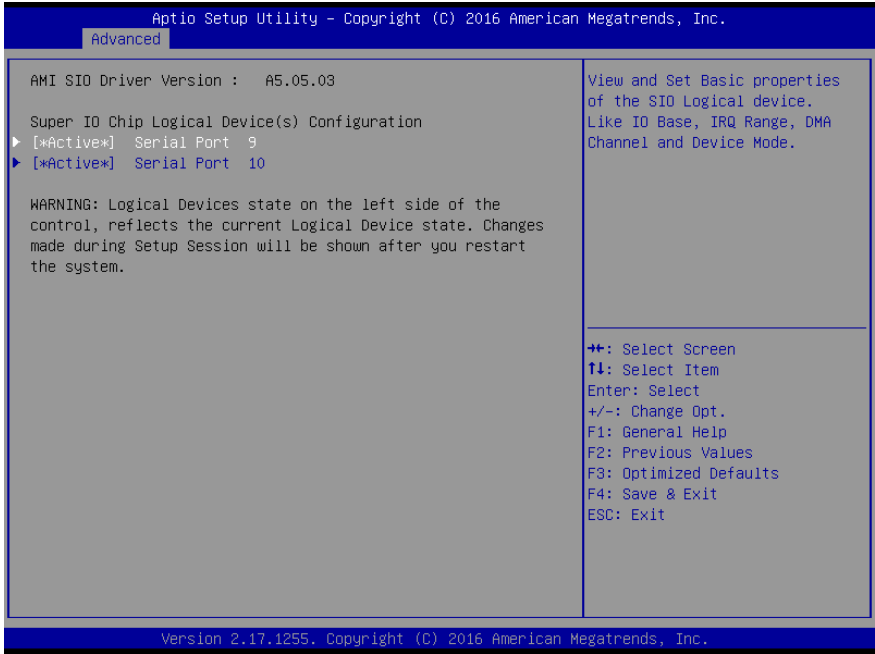 Aptio Setup Utility – Copyright (C) 2016 American Megatrends, Inc.
Advanced
AMI SIO Driver Version :   A5.05.03
Super IO Chip Logical Device(s) Configuration
▶ [*Active*]  Serial Port  9
▶ [*Active*]  Serial Port  10
WARNING: Logical Devices state on the left side of the
control, reflects the current Logical Device state. Changes
made during Setup Session will be shown after you restart
the system.
View and Set Basic properties
of the SIO Logical device.
Like IO Base, IRQ Range, DMA
Channel and Device Mode.
→←: Select Screen
↑↓: Select Item
Enter: Select
+/-: Change Opt.
F1: General Help
F2: Previous Values
F3: Optimized Defaults
F4: Save & Exit
ESC: Exit
Version 2.17.1255. Copyright (C) 2016 American Megatrends, Inc.